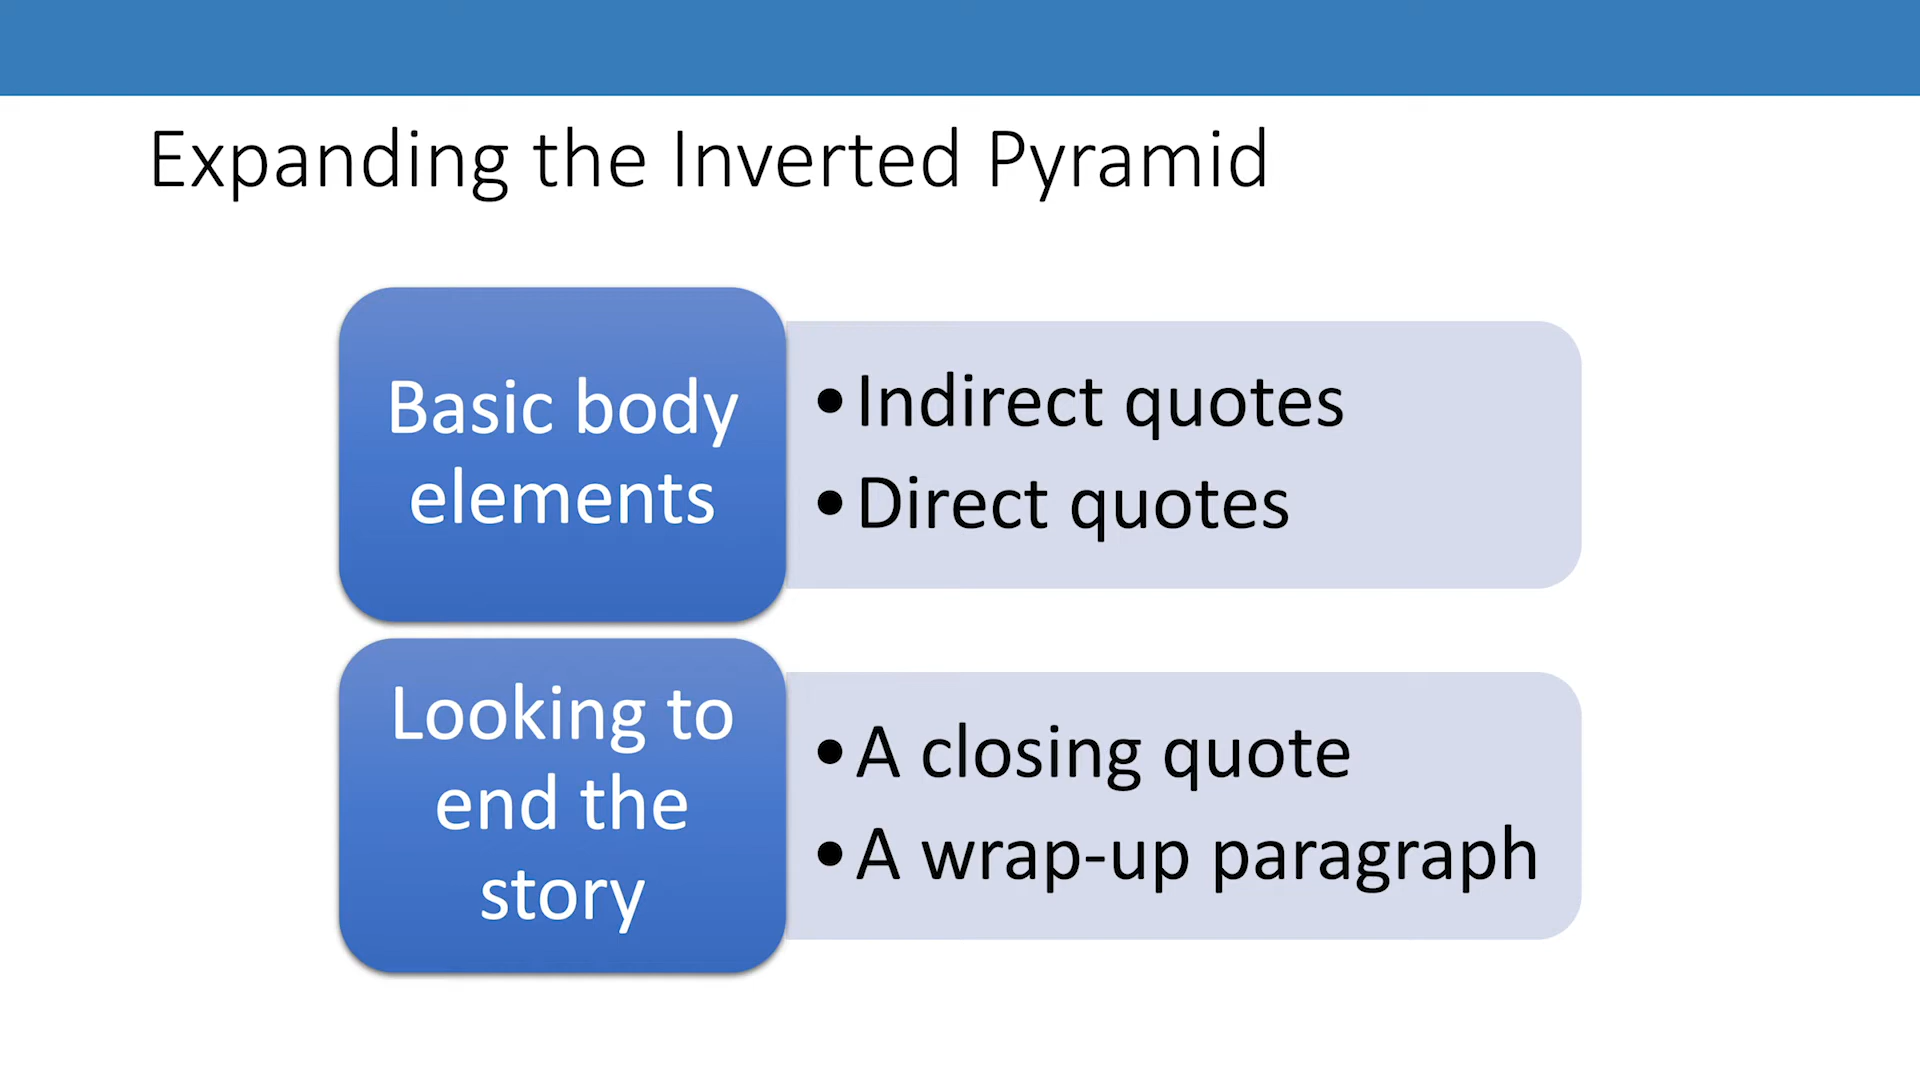 Expanding the Inverted Pyramid
Basic body
elements
• Indirect quotes
• Direct quotes
Looking to
end the
story
• A closing quote
• A wrap-up paragraph